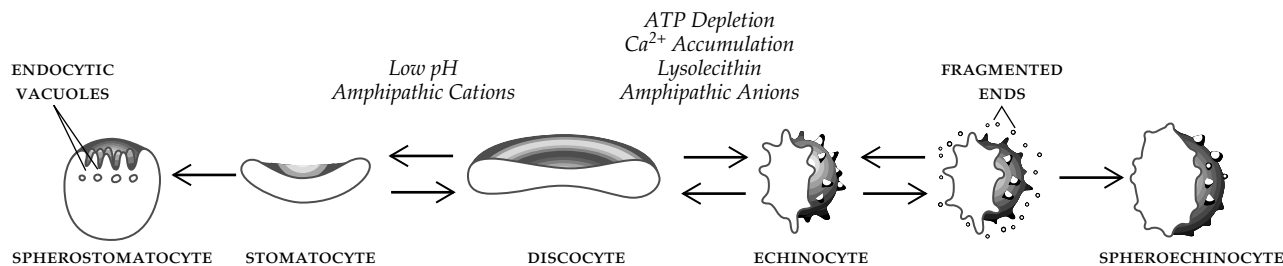 ATP Depletion
Ca²⁺ Accumulation
Lysolecithin
Amphipathic Anions
Low pH
Amphipathic Cations
ENDOCYTIC
VACUOLES
FRAGMENTED
ENDS
SPHEROSTOMATOCYTE
STOMATOCYTE
DISCOCYTE
ECHINOCYTE
SPHEROECHINOCYTE